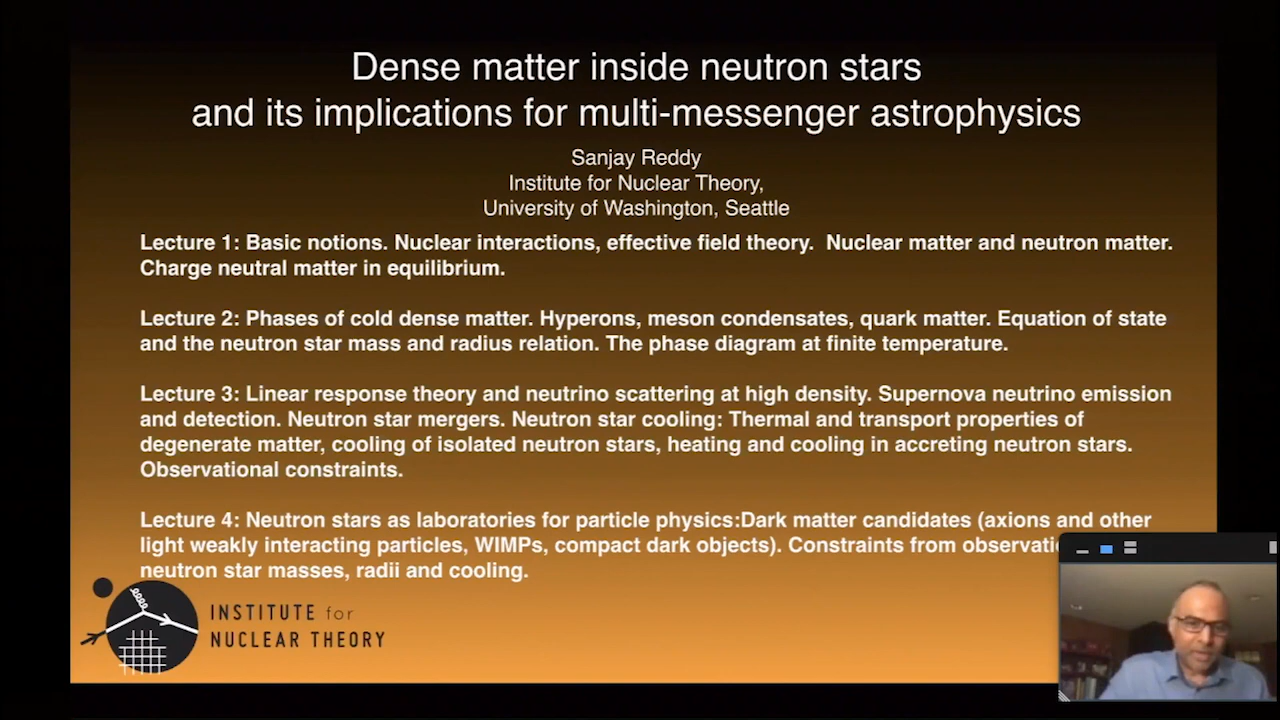 Dense matter inside neutron stars
and its implications for multi-messenger astrophysics
Sanjay Reddy
Institute for Nuclear Theory,
University of Washington, Seattle
Lecture 1: Basic notions. Nuclear interactions, effective field theory.  Nuclear matter and neutron matter.
Charge neutral matter in equilibrium.
Lecture 2: Phases of cold dense matter. Hyperons, meson condensates, quark matter. Equation of state
and the neutron star mass and radius relation. The phase diagram at finite temperature.
Lecture 3: Linear response theory and neutrino scattering at high density. Supernova neutrino emission
and detection. Neutron star mergers. Neutron star cooling: Thermal and transport properties of
degenerate matter, cooling of isolated neutron stars, heating and cooling in accreting neutron stars.
Observational constraints.
Lecture 4: Neutron stars as laboratories for particle physics:Dark matter candidates (axions and other
light weakly interacting particles, WIMPs, compact dark objects). Constraints from
neutron star masses, radii and cooling.
INSTITUTE for
NUCLEAR THEORY